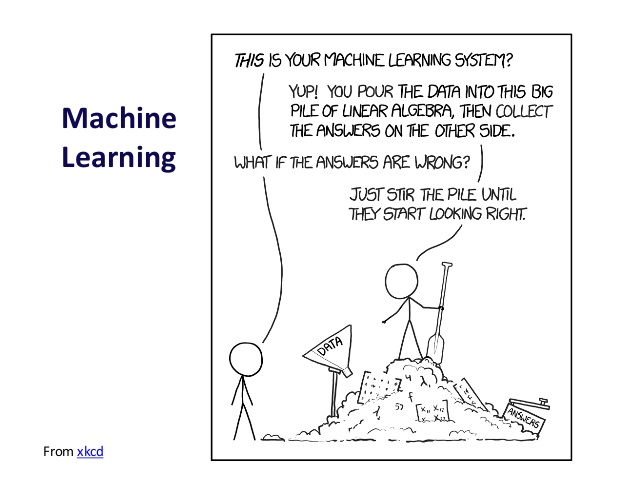 Machine
Learning
THIS IS YOUR MACHINE LEARNING SYSTEM?
YUP! YOU POUR THE DATA INTO THIS BIG
PILE OF LINEAR ALGEBRA, THEN COLLECT
THE ANSWERS ON THE OTHER SIDE.
WHAT IF THE ANSWERS ARE WRONG?
JUST STIR THE PILE UNTIL
THEY START LOOKING RIGHT.
DATA
4 λ
f
57
ANSWERS
From xkcd